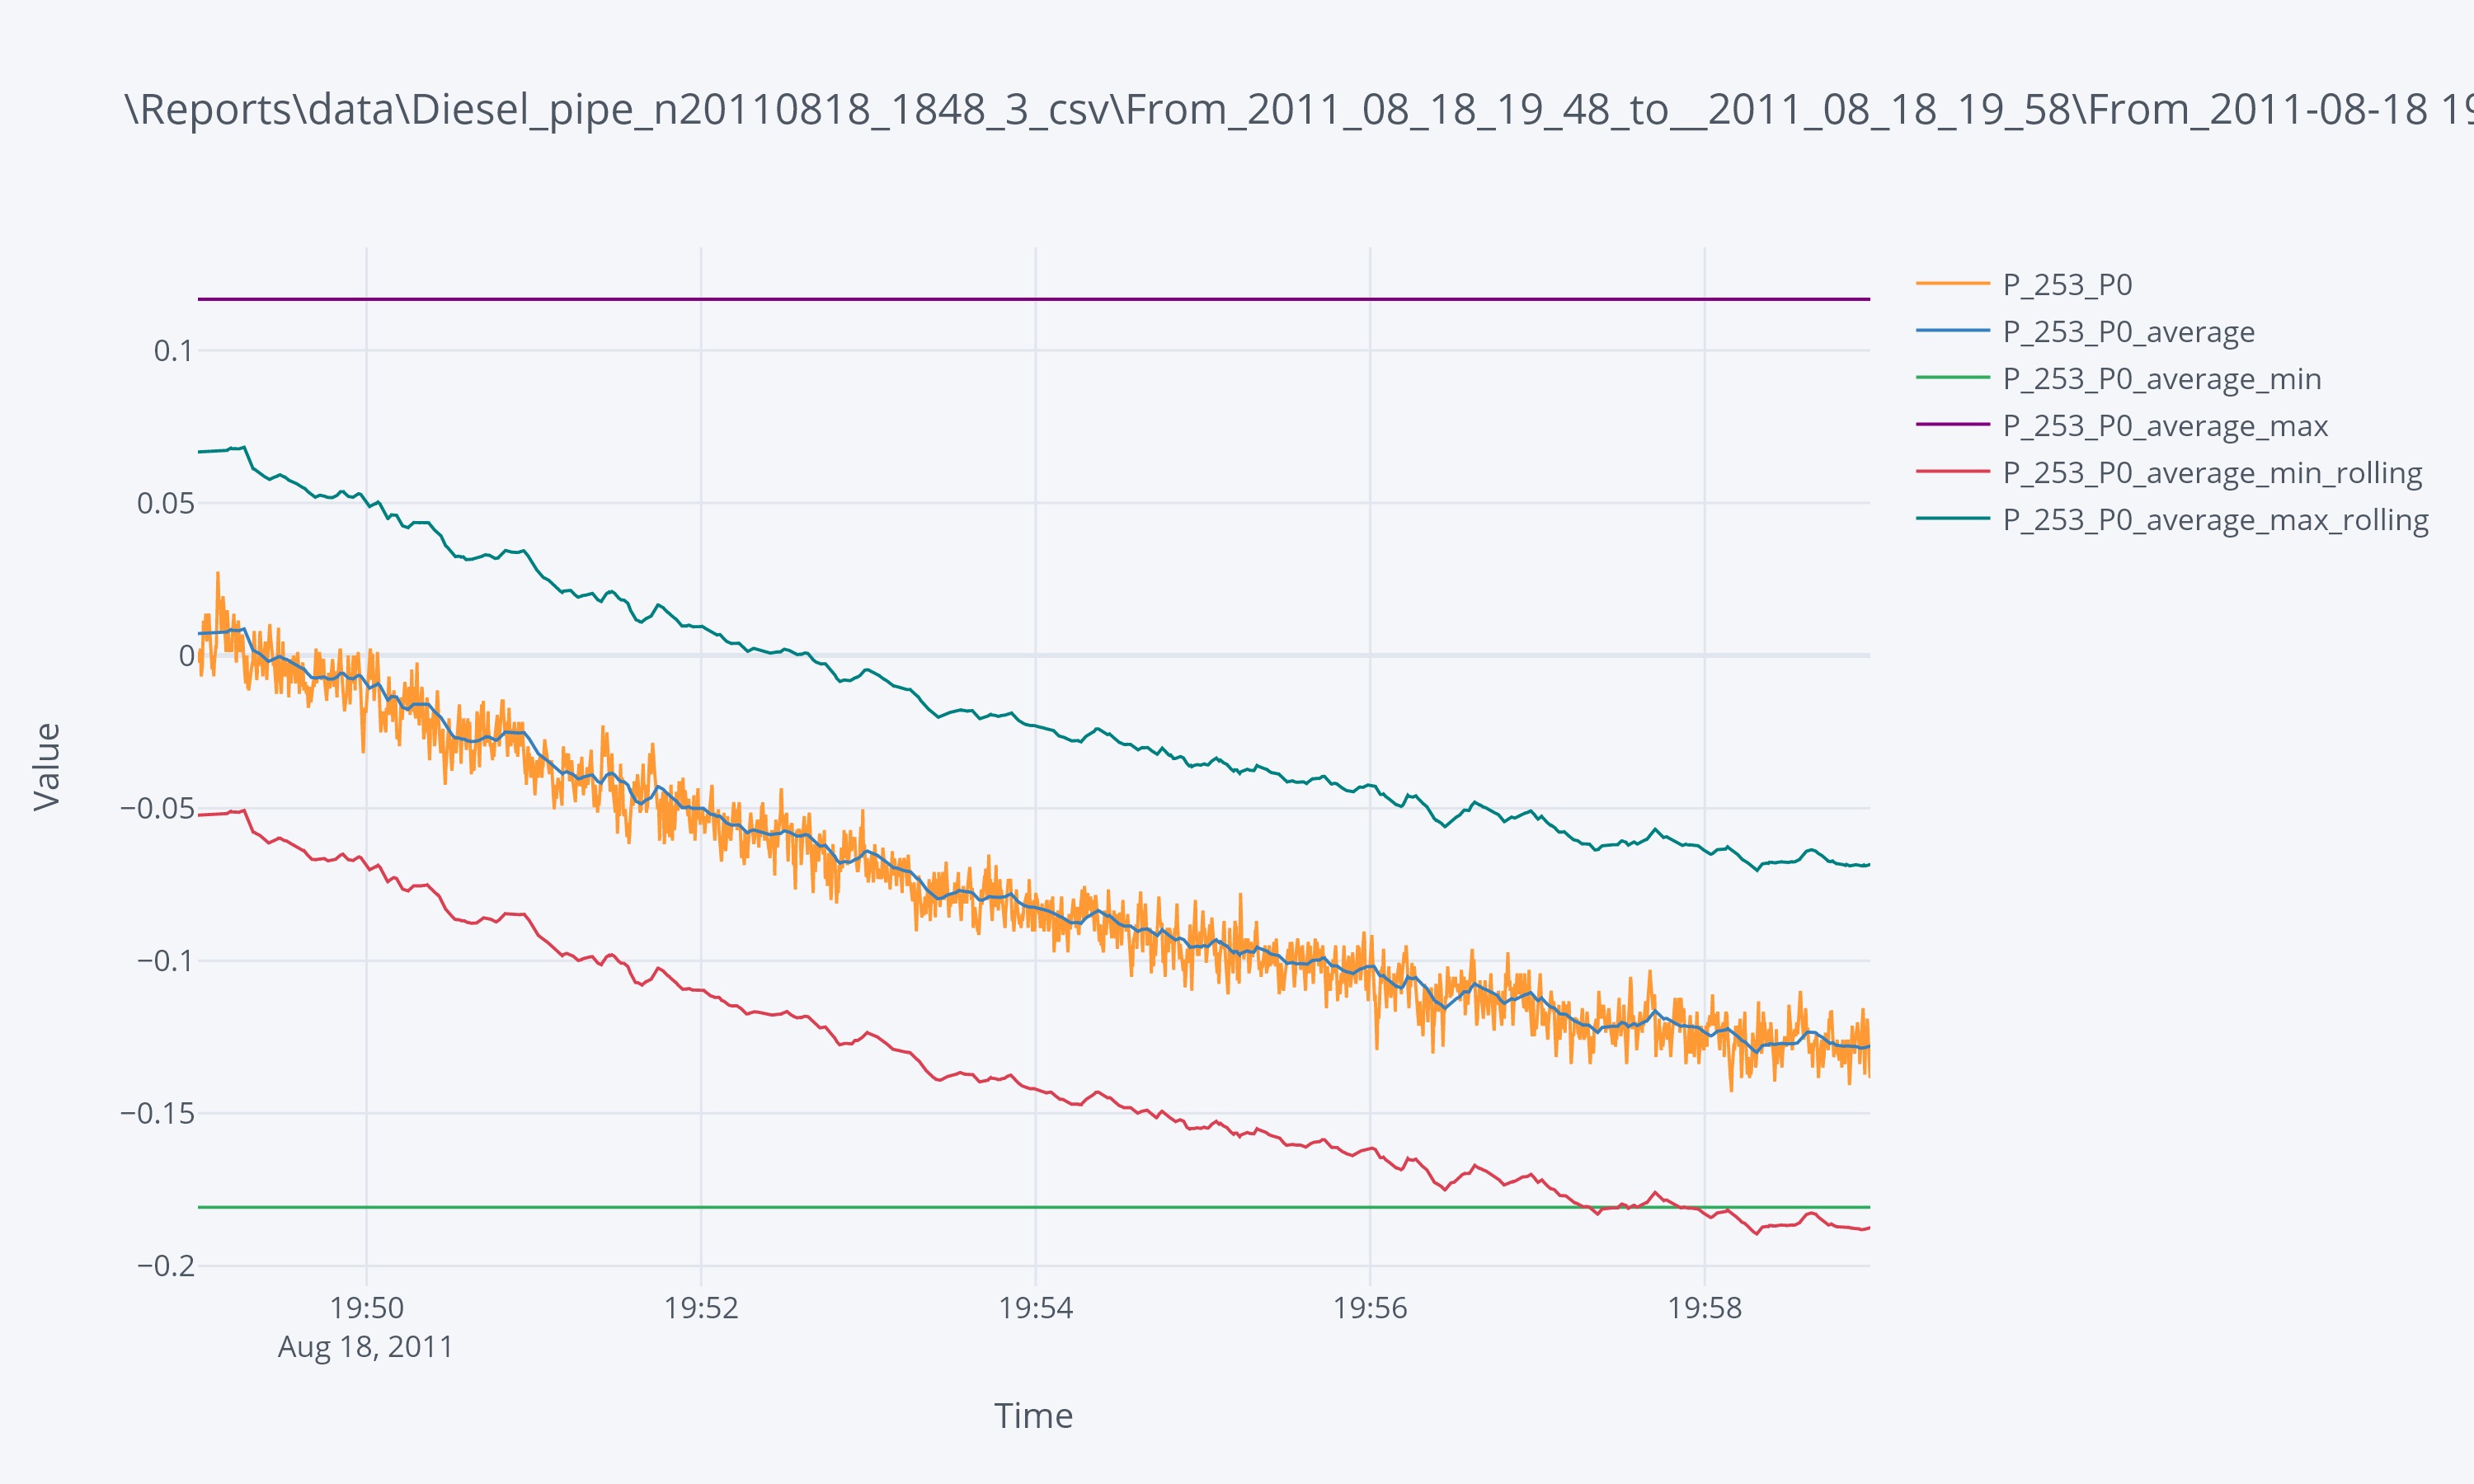 \Reports\data\Diesel_pipe_n20110818_1848_3_csv\From_2011_08_18_19_48_to__2011_08_18_19_58\From_2011-08-18 19
P_253_P0
P_253_P0_average
P_253_P0_average_min
P_253_P0_average_max
P_253_P0_average_min_rolling
P_253_P0_average_max_rolling
0.1
0.05
0
−0.05
−0.1
−0.15
−0.2
Value
19:50 19:52 19:54 19:56 19:58
Aug 18, 2011
Time